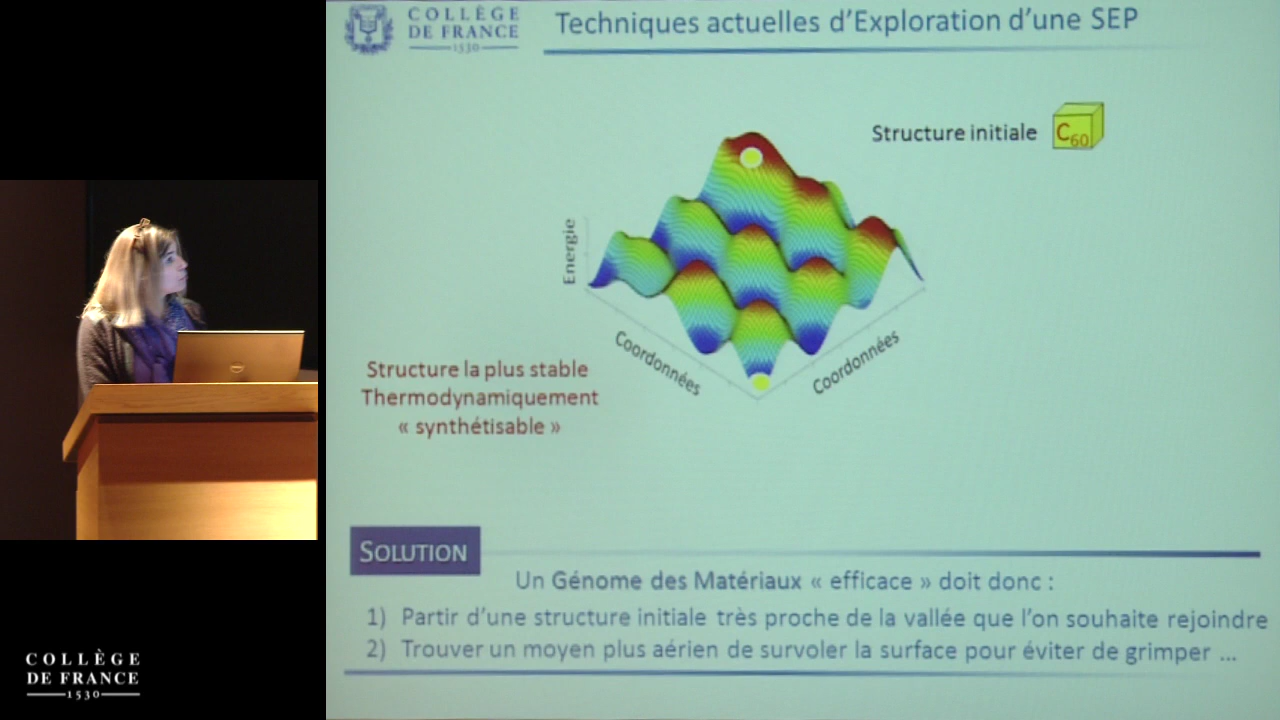 COLLÈGE
DE FRANCE
1530
Techniques actuelles d’Exploration d’une SEP
Structure initiale
C60
Energie
Coordonnées
Coordonnées
Structure la plus stable
Thermodynamiquement
« synthétisable »
SOLUTION
Un Génome des Matériaux « efficace » doit donc :
1) Partir d’une structure initiale très proche de la vallée que l’on souhaite rejoindre
2) Trouver un moyen plus aérien de survoler la surface pour éviter de grimper ...
COLLÈGE
DE FRANCE
1530